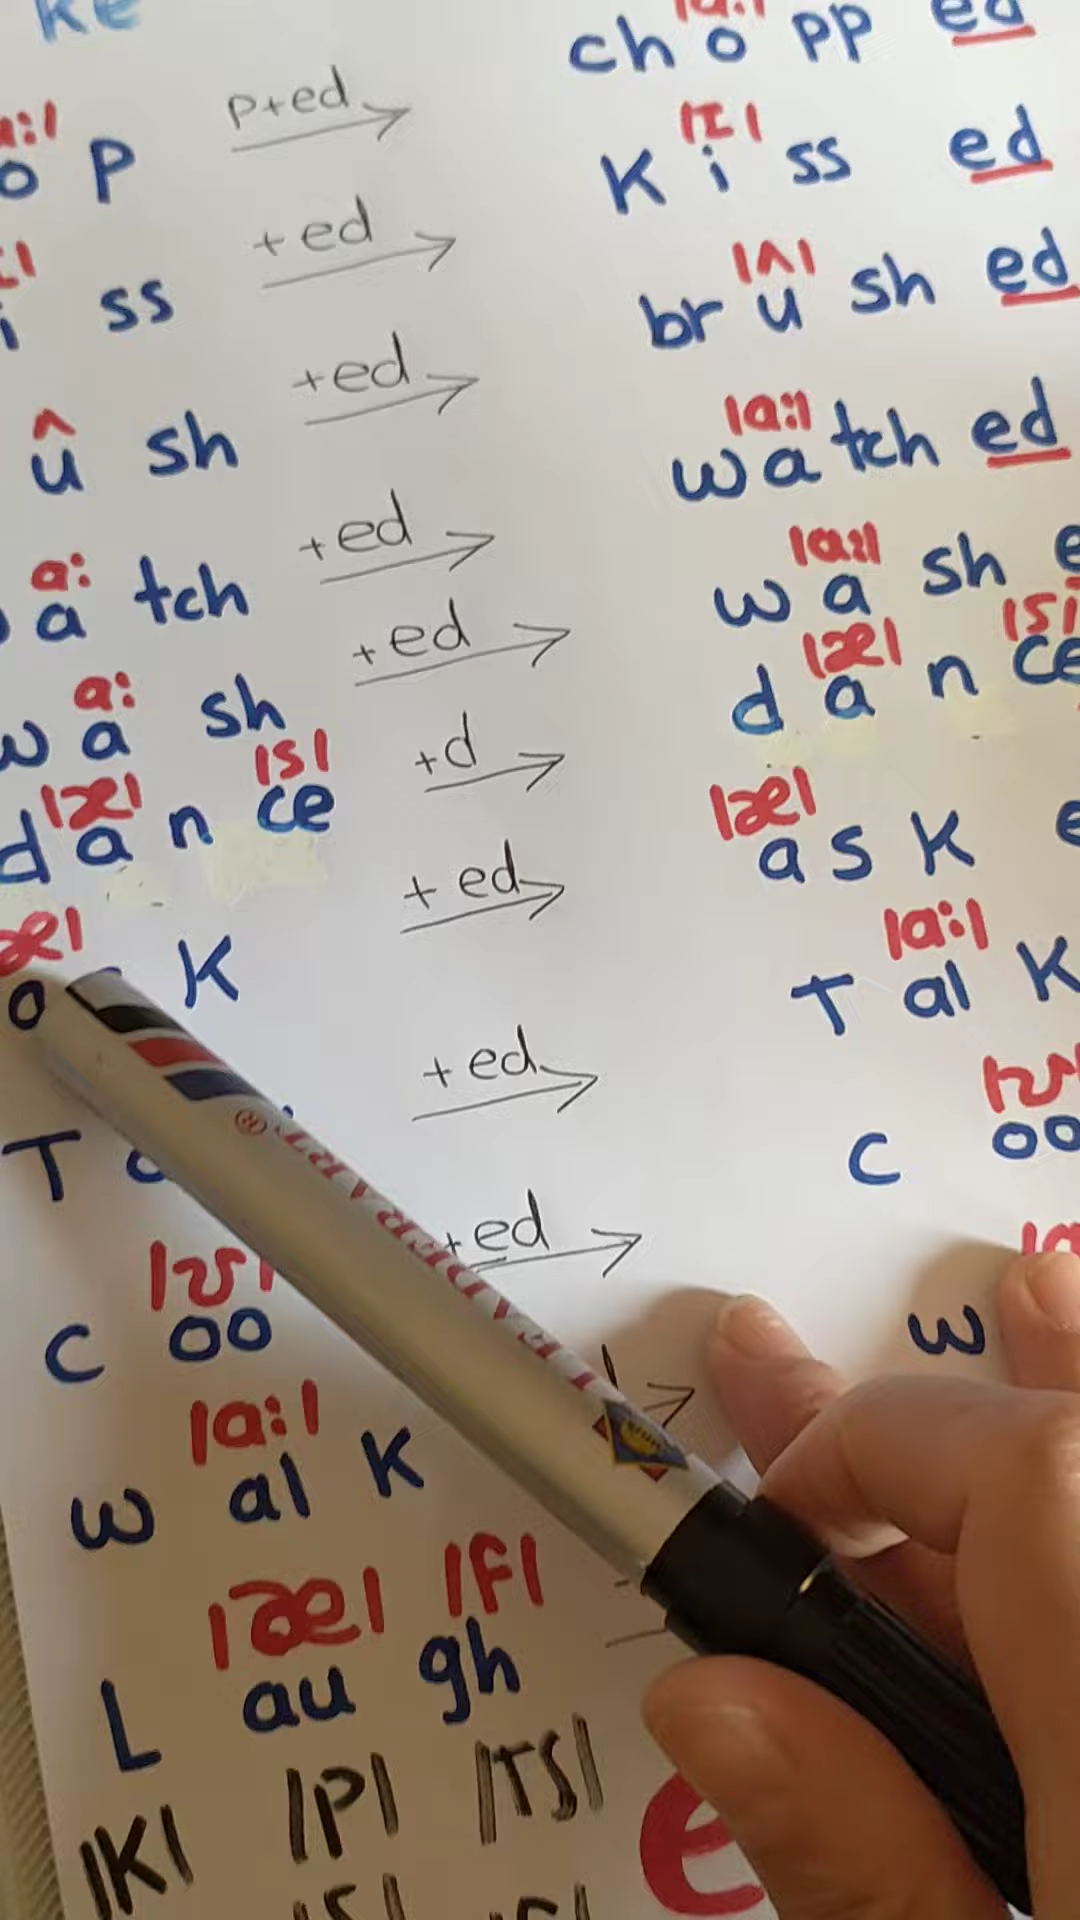 ke
ch o pp ed
|a:|
o p
p+ed
|I|
K i ss ed
i ss
+ ed
|ʌ|
br u sh ed
^
u sh
+ed
|a:|
w a tch ed
a:
a tch
+ed
|a:|
w a sh e
a:
w a sh
+ed
|æ| |s|
d a n ce
|æ| |s|
d a n ce
+d
|æ|
a s k e
æ|
k
+ ed
|a:|
T al k
T
+ ed
|ʊ
c oo
|ʊ|
c oo
+ed
w
|a:|
w al k
|æ| |f|
L au gh
|K| |P| |TS|
e
LEADERART®